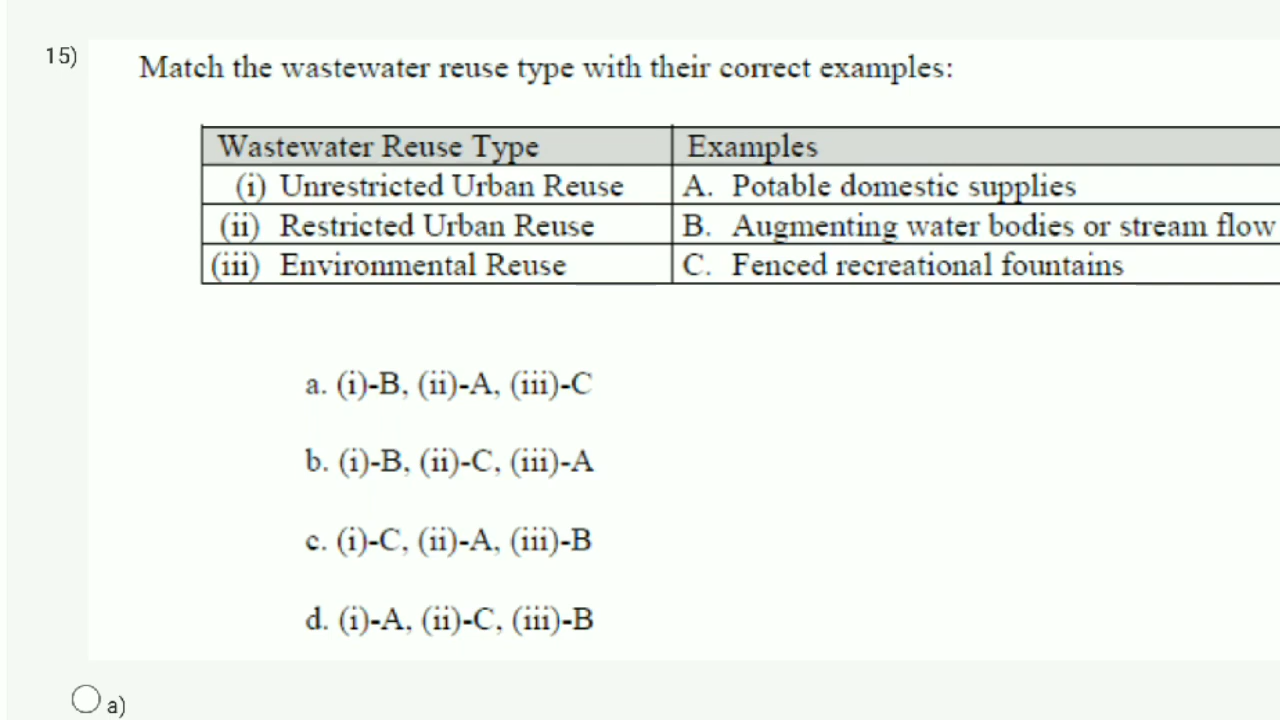 15)
Match the wastewater reuse type with their correct examples:
Wastewater Reuse Type Examples
(i) Unrestricted Urban Reuse A. Potable domestic supplies
(ii) Restricted Urban Reuse B. Augmenting water bodies or stream flow
(iii) Environmental Reuse C. Fenced recreational fountains
a. (i)-B, (ii)-A, (iii)-C
b. (i)-B, (ii)-C, (iii)-A
c. (i)-C, (ii)-A, (iii)-B
d. (i)-A, (ii)-C, (iii)-B
a)